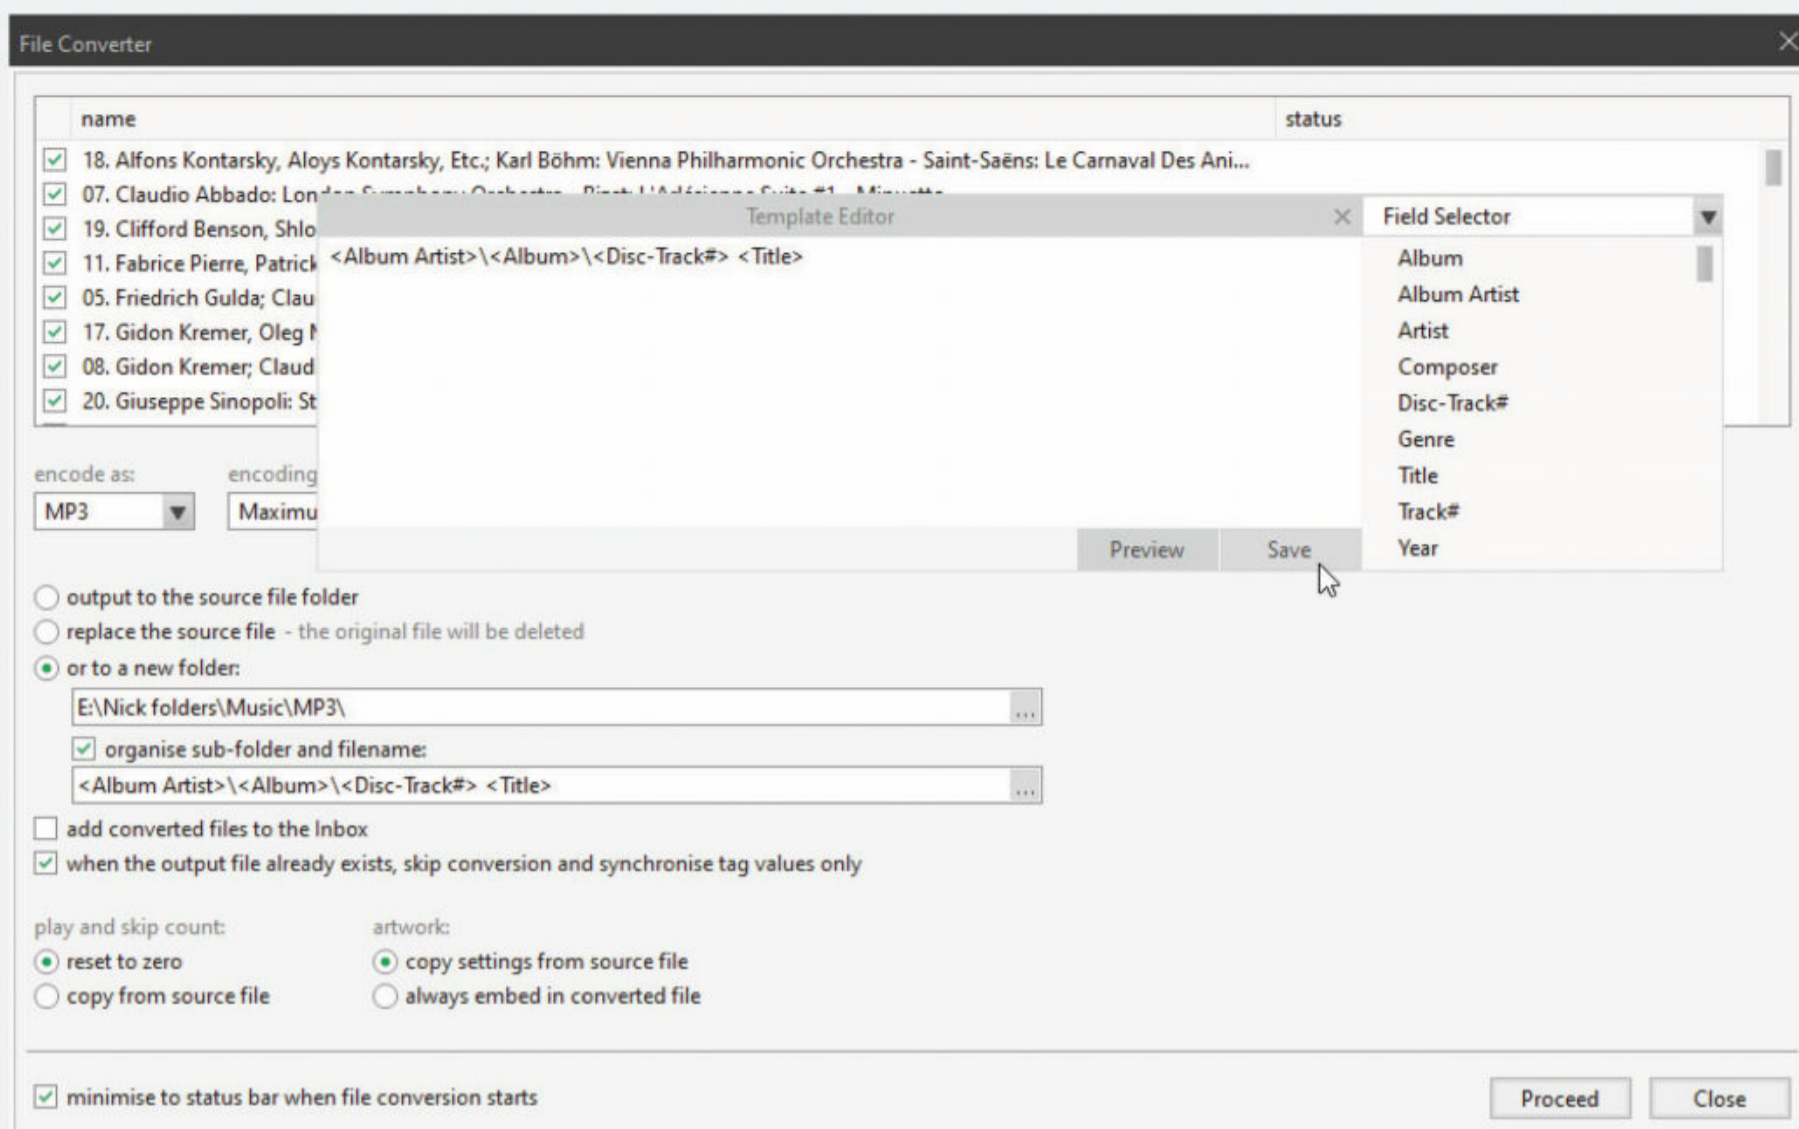 File Converter
name
status
18. Alfons Kontarsky, Aloys Kontarsky, Etc.; Karl Böhm: Vienna Philharmonic Orchestra - Saint-Saëns: Le Carnaval Des Ani...
07. Claudio Abbado: London Symphony Orchestra - Bizet: L'Arlésienne Suite #1 - Minuetto
19. Clifford Benson, Shlo
11. Fabrice Pierre, Patrick
05. Friedrich Gulda; Clau
17. Gidon Kremer, Oleg
08. Gidon Kremer; Claud
20. Giuseppe Sinopoli: St
Template Editor
<Album Artist>\<Album>\<Disc-Track#> <Title>
Preview
Save
Field Selector
Album
Album Artist
Artist
Composer
Disc-Track#
Genre
Title
Track#
Year
encode as:
encoding
MP3
Maximu
output to the source file folder
replace the source file - the original file will be deleted
or to a new folder:
E:\Nick folders\Music\MP3\
...
organise sub-folder and filename:
<Album Artist>\<Album>\<Disc-Track#> <Title>
...
add converted files to the Inbox
when the output file already exists, skip conversion and synchronise tag values only
play and skip count:
artwork:
reset to zero
copy settings from source file
copy from source file
always embed in converted file
minimise to status bar when file conversion starts
Proceed
Close